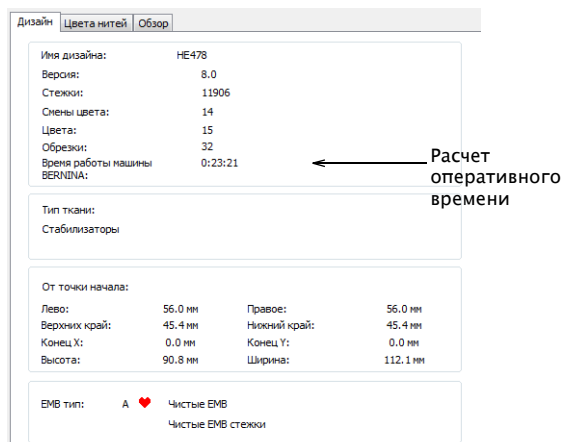 Дизайн Цвета нитей Обзор
Имя дизайна: HE478
Версия: 8.0
Стежки: 11906
Смены цвета: 14
Цвета: 15
Обрезки: 32
Время работы машины BERNINA: 0:23:21
Расчет
оперативного
времени
Тип ткани:
Стабилизаторы
От точки начала:
Лево: 56.0 мм Правое: 56.0 мм
Верхних край: 45.4 мм Нижний край: 45.4 мм
Конец X: 0.0 мм Конец Y: 0.0 мм
Высота: 90.8 мм Ширина: 112.1 мм
EMB тип: A Чистые EMB
Чистые EMB стежки